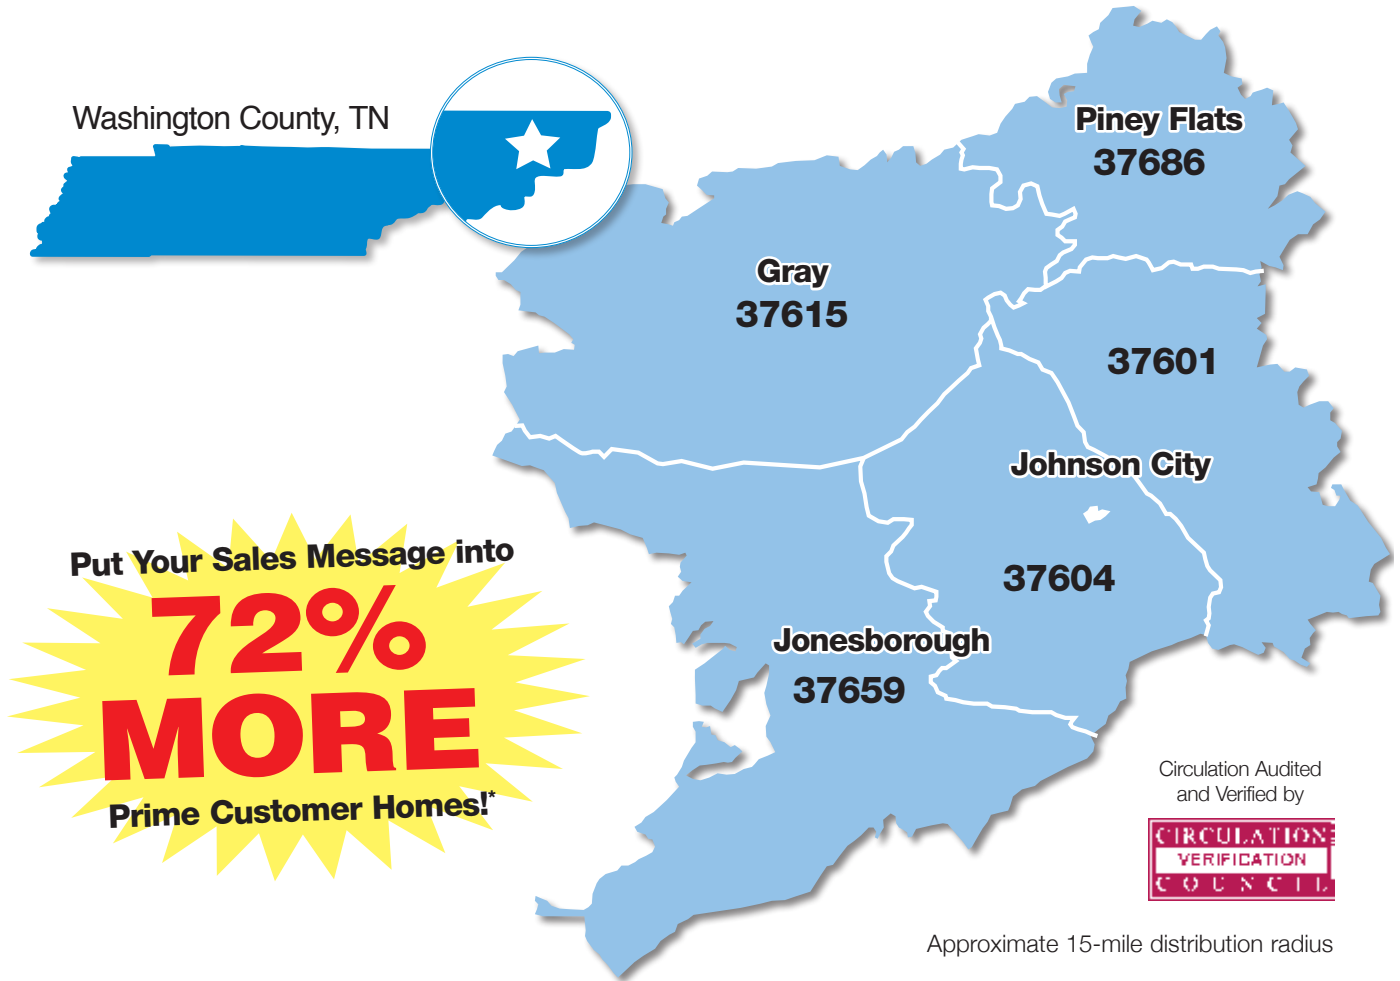 Washington County, TN
Piney Flats
37686
Gray
37615
37601
Johnson City
37604
Jonesborough
37659
Put Your Sales Message into
72%
MORE
Prime Customer Homes!*
Circulation Audited
and Verified by
CIRCULATION
VERIFICATION
COUNCIL
Approximate 15-mile distribution radius